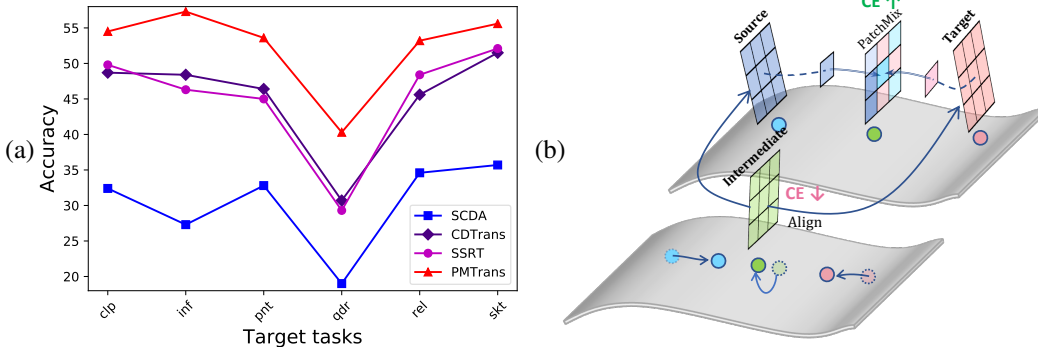 (a)
Accuracy
55
50
45
40
35
30
25
20
clp
inf
pnt
qdr
rel
skt
Target tasks
SCDA
CDTrans
SSRT
PMTrans
(b)
CE ↑
Source
PatchMix
Target
Intermediate
CE ↓
Align